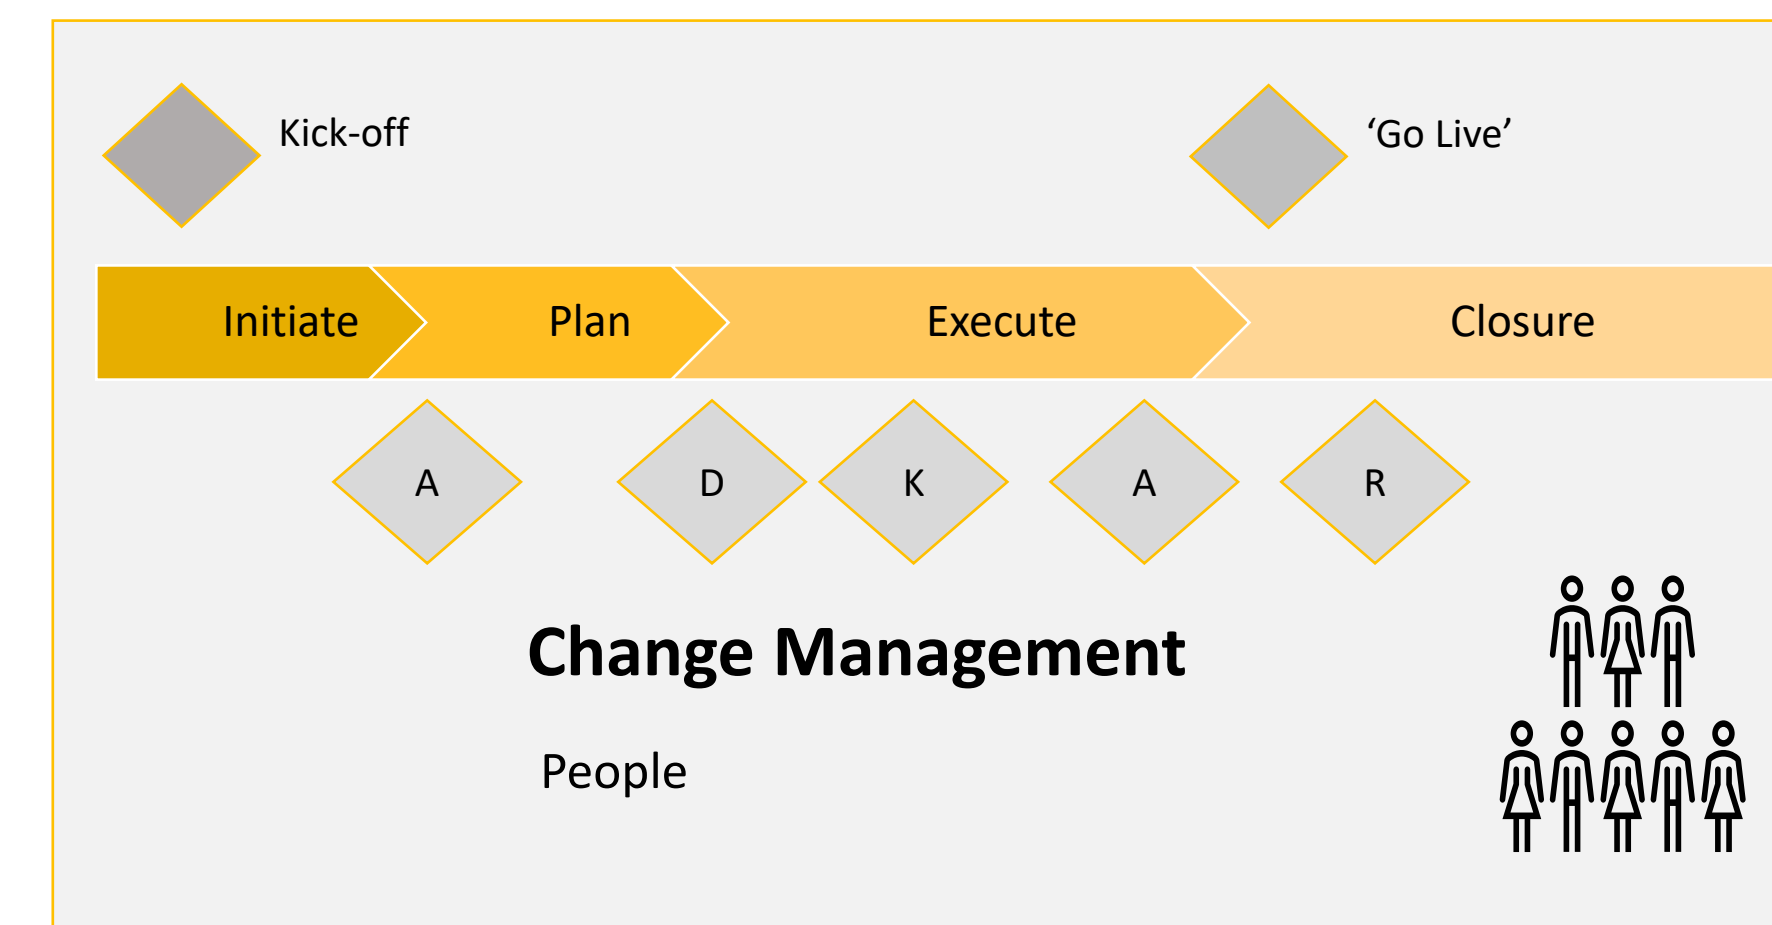 Kick-off
‘Go Live’
Initiate
Plan
Execute
Closure
A
D
K
A
R
Change Management
People